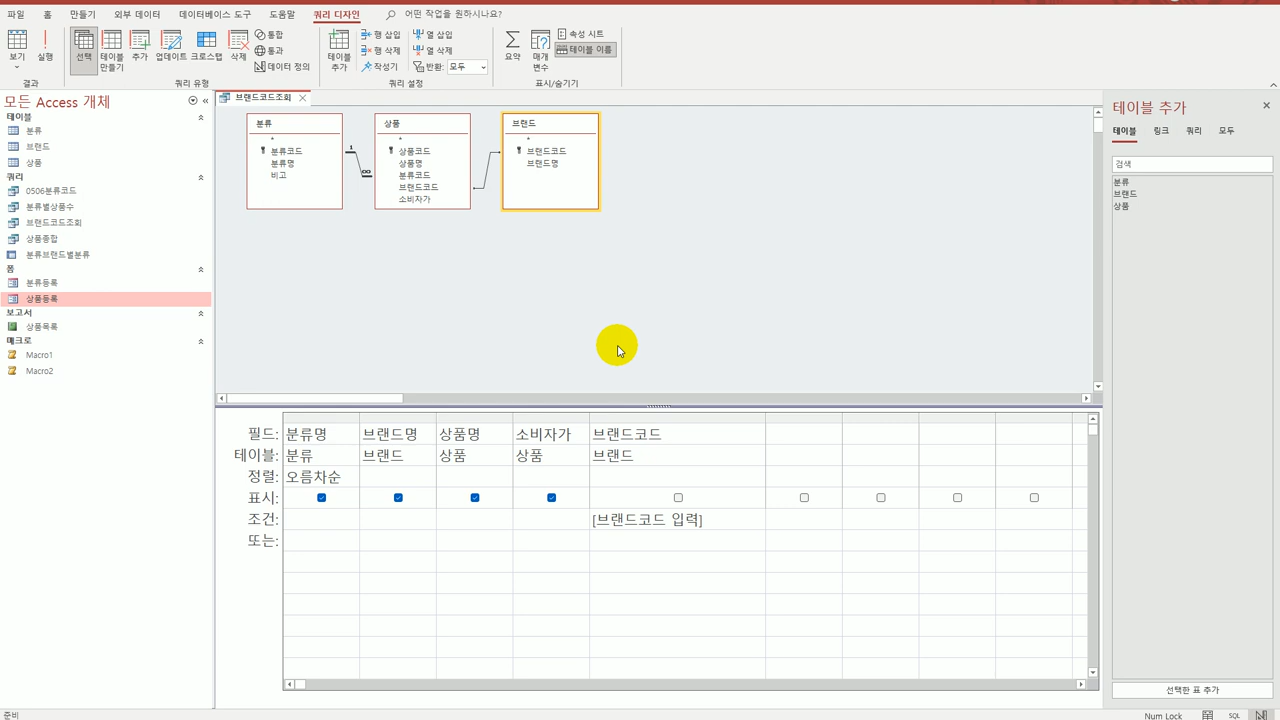 파일 홈 만들기 외부 데이터 데이터베이스 도구 도움말 쿼리 디자인 어떤 작업을 원하시나요?
보기 실행 선택 테이블 만들기 추가 업데이트 크로스탭 삭제
통합
통과
데이터 정의
테이블 추가
행 삽입
행 삭제
작성기
열 삽입
열 삭제
반환: 모두
요약 매개 변수
속성 시트
테이블 이름
결과 쿼리 유형 쿼리 설정 표시/숨기기
모든 Access 개체
테이블
분류
브랜드
상품
쿼리
0506분류코드
분류별상품수
브랜드코드조회
상품종합
분류브랜드별분류
폼
분류등록
상품등록
보고서
상품목록
매크로
Macro1
Macro2
브랜드코드조회
분류
*
분류코드
분류명
비고
1
∞
상품
*
상품코드
상품명
분류코드
브랜드코드
소비자가
브랜드
*
브랜드코드
브랜드명
필드: 분류명 브랜드명 상품명 소비자가 브랜드코드
테이블: 분류 브랜드 상품 상품 브랜드
정렬: 오름차순
표시:
조건: [브랜드코드 입력]
또는:
테이블 추가
테이블 링크 쿼리 모두
검색
분류
브랜드
상품
선택한 표 추가
준비
Num Lock SQL